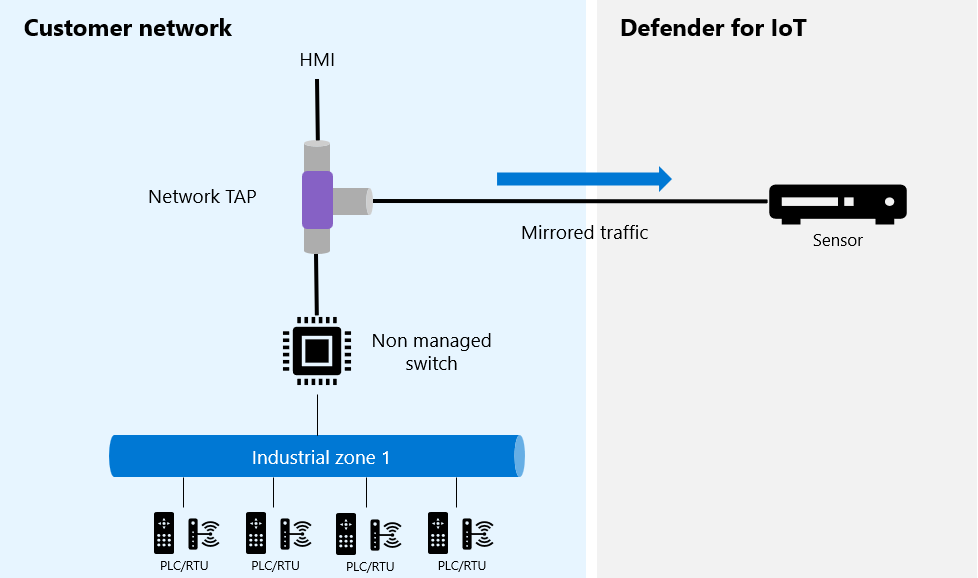 Customer network
Defender for IoT
HMI
Network TAP
Mirrored traffic
Sensor
Non managed
switch
Industrial zone 1
PLC/RTU
PLC/RTU
PLC/RTU
PLC/RTU